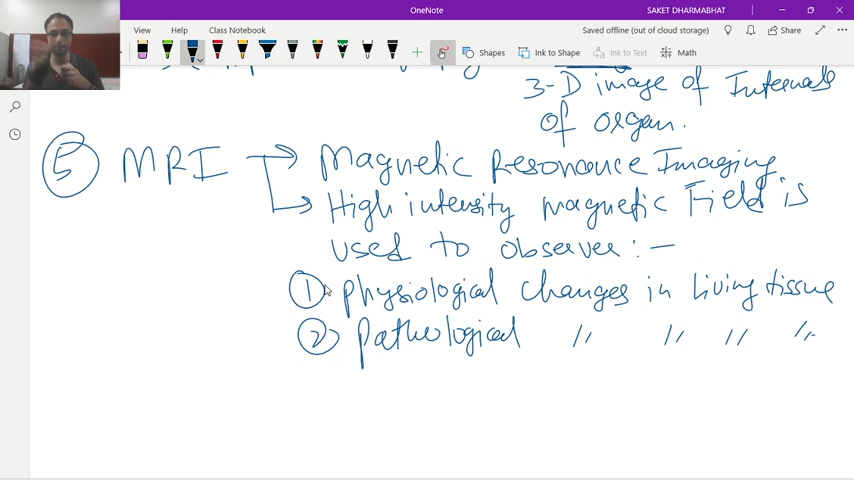 OneNote
SAKET DHARMABHAT
View Help Class Notebook
Saved offline (out of cloud storage)
Share
Shapes
Ink to Shape
Ink to Text
Math
3-D image of Internals
of organ.
5 MRI → Magnetic Resonance Imaging
→ High intensity magnetic Field is
used to observer : —
1 Physiological changes in living tissue
2 Pathological " " " "